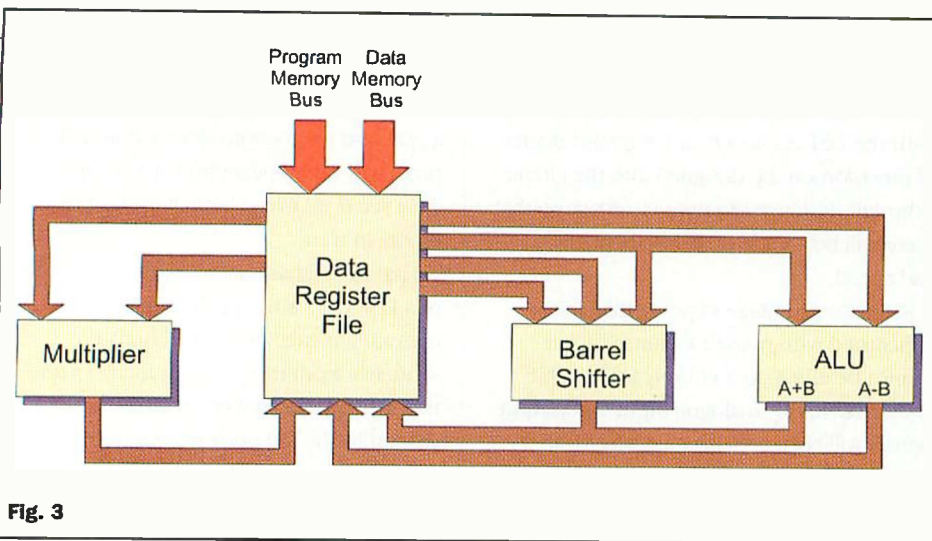 Program
Memory
Bus
Data
Memory
Bus
Data
Register
File
Multiplier
Barrel
Shifter
ALU
A+B A-B
Fig. 3